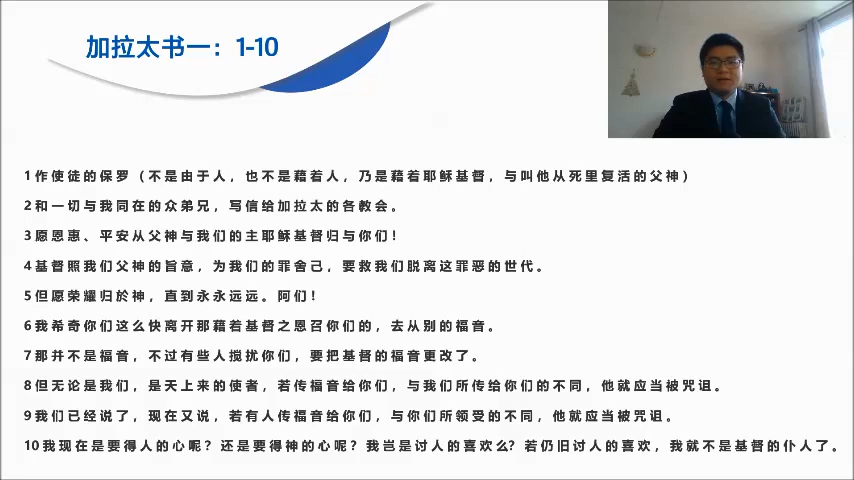 加拉太书一：1-10
1作使徒的保罗（不是由于人，也不是藉着人，乃是藉着耶稣基督，与叫他从死里复活的父神）
2和一切与我同在的众弟兄，写信给加拉太的各教会。
3愿恩惠、平安从父神与我们的主耶稣基督归与你们！
4基督照我们父神的旨意，为我们的罪舍己，要救我们脱离这罪恶的世代。
5但愿荣耀归於神，直到永永远远。阿们！
6我希奇你们这么快离开那藉着基督之恩召你们的，去从别的福音。
7那并不是福音，不过有些人搅扰你们，要把基督的福音更改了。
8但无论是我们，是天上来的使者，若传福音给你们，与我们所传给你们的不同，他就应当被咒诅。
9我们已经说了，现在又说，若有人传福音给你们，与你们所领受的不同，他就应当被咒诅。
10我现在是要得人的心呢？还是要得神的心呢？我岂是讨人的喜欢么？若仍旧讨人的喜欢，我就不是基督的仆人了。